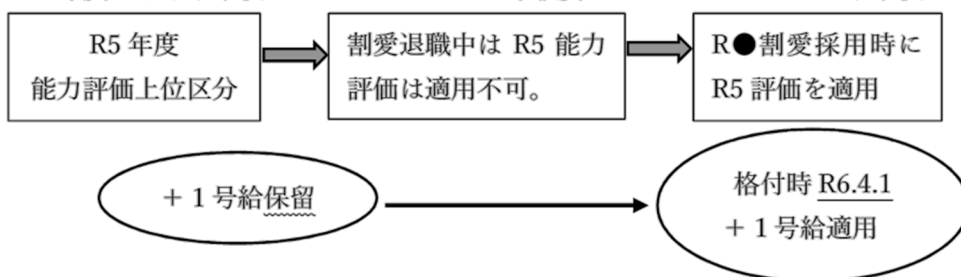 R5 年度
能力評価上位区分
割愛退職中は R5 能力
評価は適用不可。
R●割愛採用時に
R5 評価を適用
＋１号給保留
格付時 R6.4.1
＋１号給適用